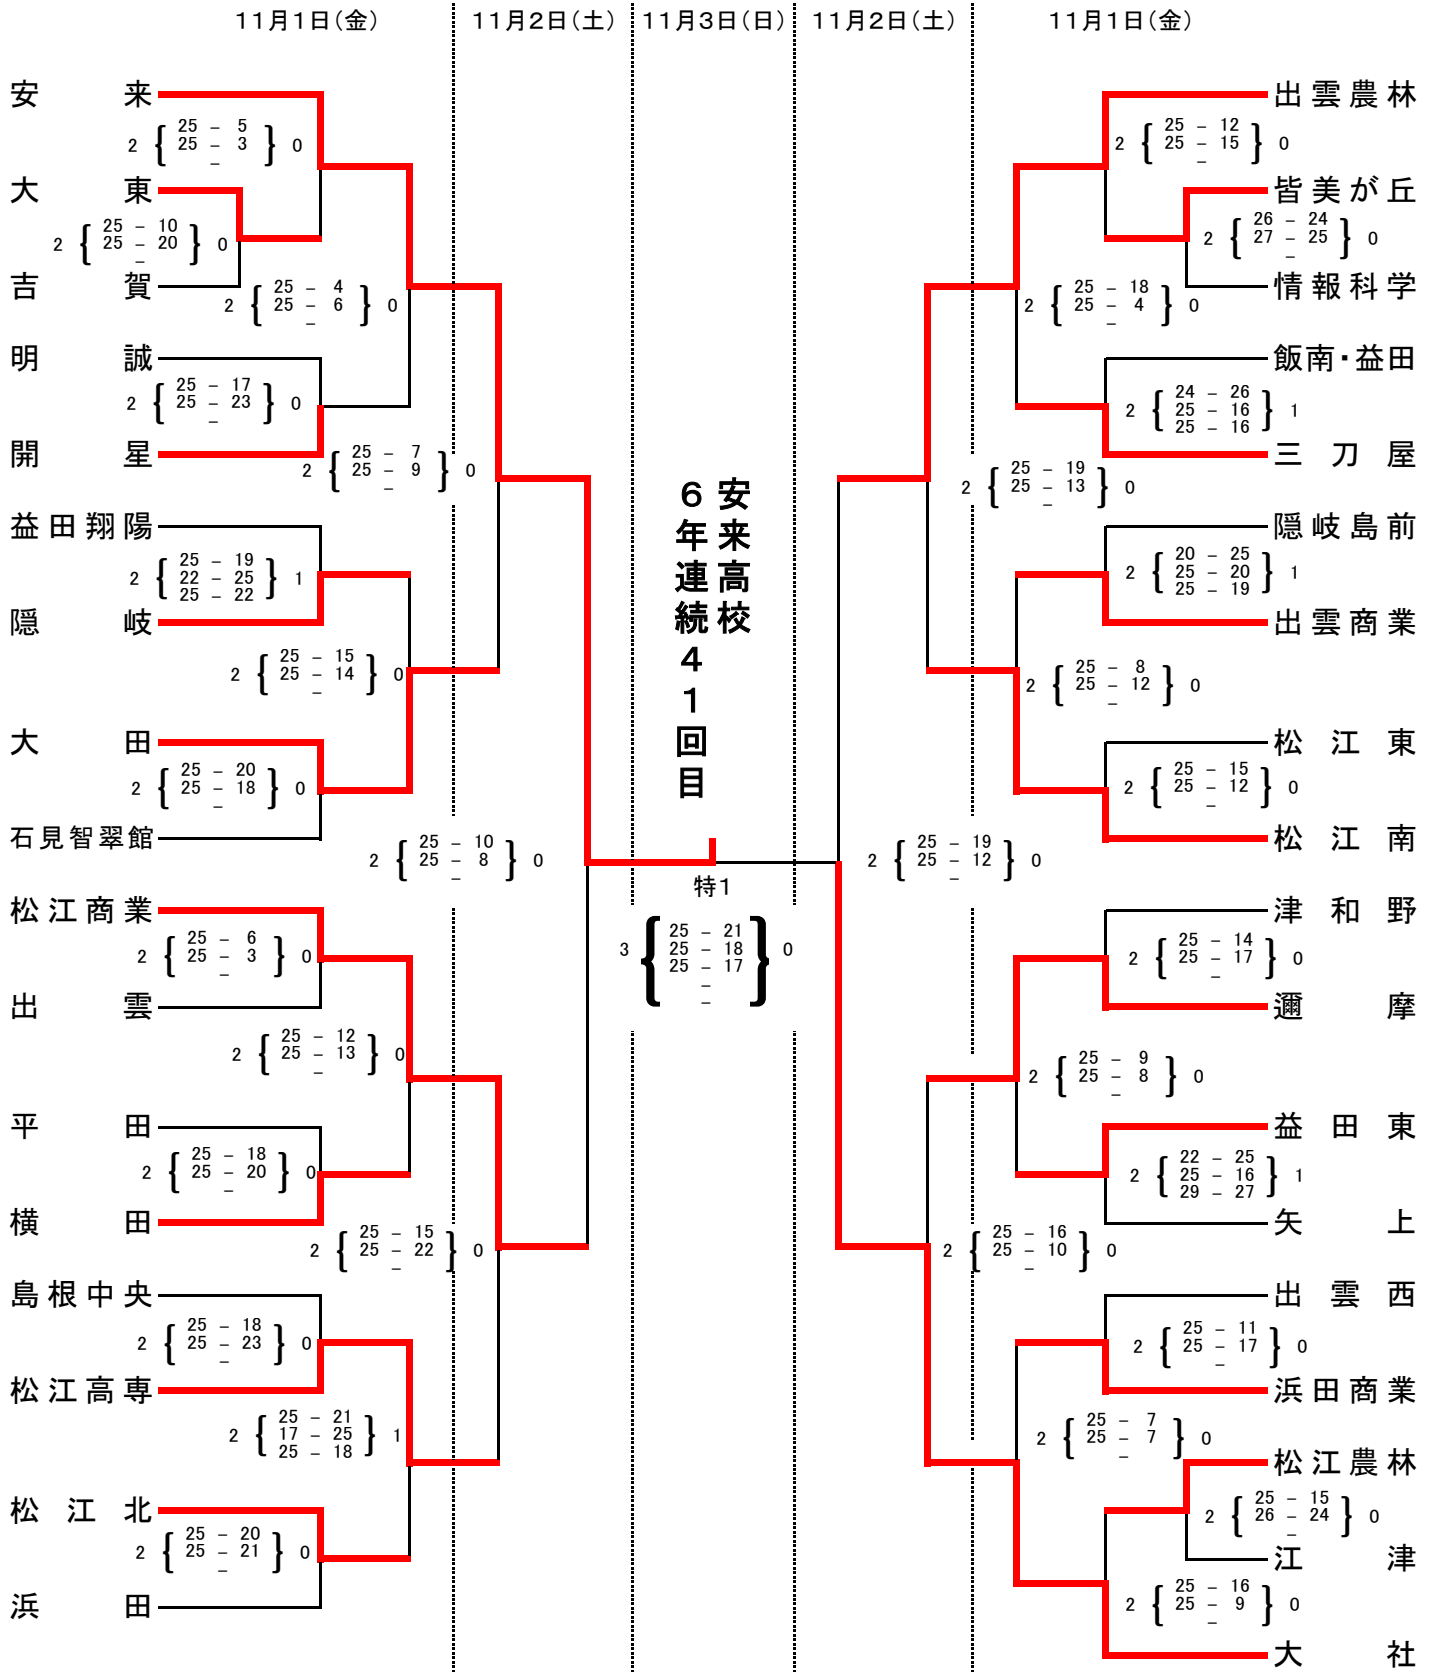 11月1日(金) 11月2日(土) 11月3日(日) 11月2日(土) 11月1日(金)
安来
2 { 25 － 5 } 0
25 － 3
－
大東
2 { 25 － 10 } 0
25 － 20
－
吉賀
2 { 25 － 4 } 0
25 － 6
－
明誠
2 { 25 － 17 } 0
25 － 23
－
開星
2 { 25 － 7 } 0
25 － 9
－
益田翔陽
2 { 25 － 19 } 1
22 － 25
25 － 22
隠岐
2 { 25 － 15 } 0
25 － 14
－
大田
2 { 25 － 20 } 0
25 － 18
－
石見智翠館
2 { 25 － 10 } 0
25 － 8
－
松江商業
2 { 25 － 6 } 0
25 － 3
－
出雲
2 { 25 － 12 } 0
25 － 13
－
平田
2 { 25 － 18 } 0
25 － 20
－
横田
2 { 25 － 15 } 0
25 － 22
－
島根中央
2 { 25 － 18 } 0
25 － 23
－
松江高専
2 { 25 － 21 } 1
17 － 25
25 － 18
松江北
2 { 25 － 20 } 0
25 － 21
－
浜田
安来高校
6年連続41回目
特1
3 { 25 － 21 } 0
25 － 18
25 － 17
－
－
出雲農林
2 { 25 － 12 } 0
25 － 15
－
皆美が丘
2 { 26 － 24 } 0
27 － 25
－
情報科学
2 { 25 － 18 } 0
25 － 4
－
飯南・益田
2 { 24 － 26 } 1
25 － 16
25 － 16
三刀屋
2 { 25 － 19 } 0
25 － 13
－
隠岐島前
2 { 20 － 25 } 1
25 － 20
25 － 19
出雲商業
2 { 25 － 8 } 0
25 － 12
－
松江東
2 { 25 － 15 } 0
25 － 12
－
松江南
2 { 25 － 19 } 0
25 － 12
－
津和野
2 { 25 － 14 } 0
25 － 17
－
邇摩
2 { 25 － 9 } 0
25 － 8
－
益田東
2 { 22 － 25 } 1
25 － 16
29 － 27
矢上
2 { 25 － 16 } 0
25 － 10
－
出雲西
2 { 25 － 11 } 0
25 － 17
－
浜田商業
2 { 25 － 7 } 0
25 － 7
－
松江農林
2 { 25 － 15 } 0
26 － 24
－
江津
2 { 25 － 16 } 0
25 － 9
－
大社